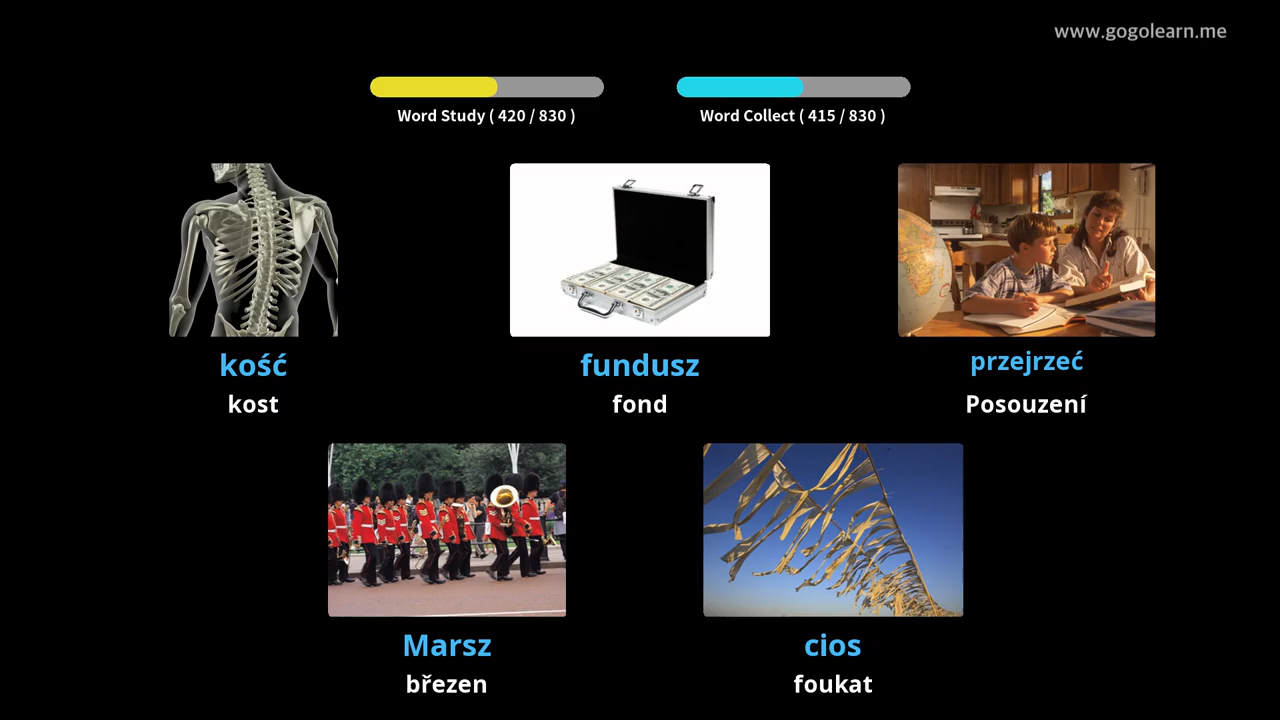 www.gogolearn.me
Word Study ( 420 / 830 )
Word Collect ( 415 / 830 )
kość
kost
fundusz
fond
przejrzeć
Posouzení
Marsz
březen
cios
foukat